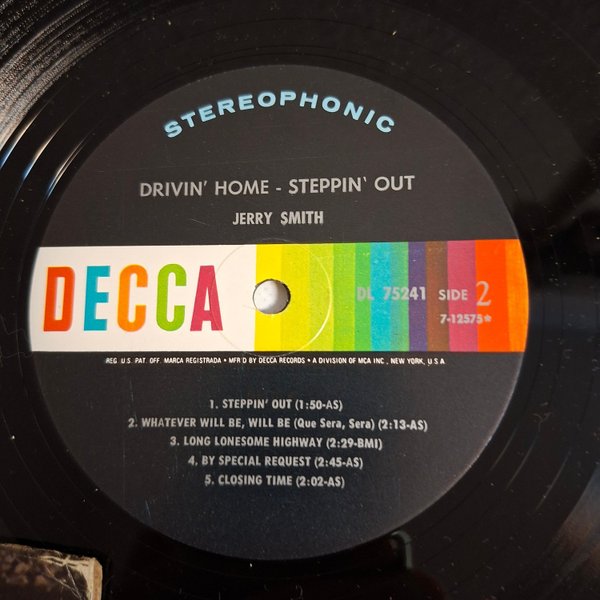 STEREOPHONIC
DRIVIN' HOME - STEPPIN' OUT
JERRY SMITH
DECCA
DL 75241 SIDE 2
7-12575*
REG. U.S. PAT. OFF. MARCA REGISTRADA • MFR'D BY DECCA RECORDS • A DIVISION OF MCA INC., NEW YORK, U.S.A.
1. STEPPIN' OUT (1:50-AS)
2. WHATEVER WILL BE, WILL BE (Que Sera, Sera) (2:13-AS)
3. LONG LONESOME HIGHWAY (2:29-BMI)
4. BY SPECIAL REQUEST (2:45-AS)
5. CLOSING TIME (2:02-AS)